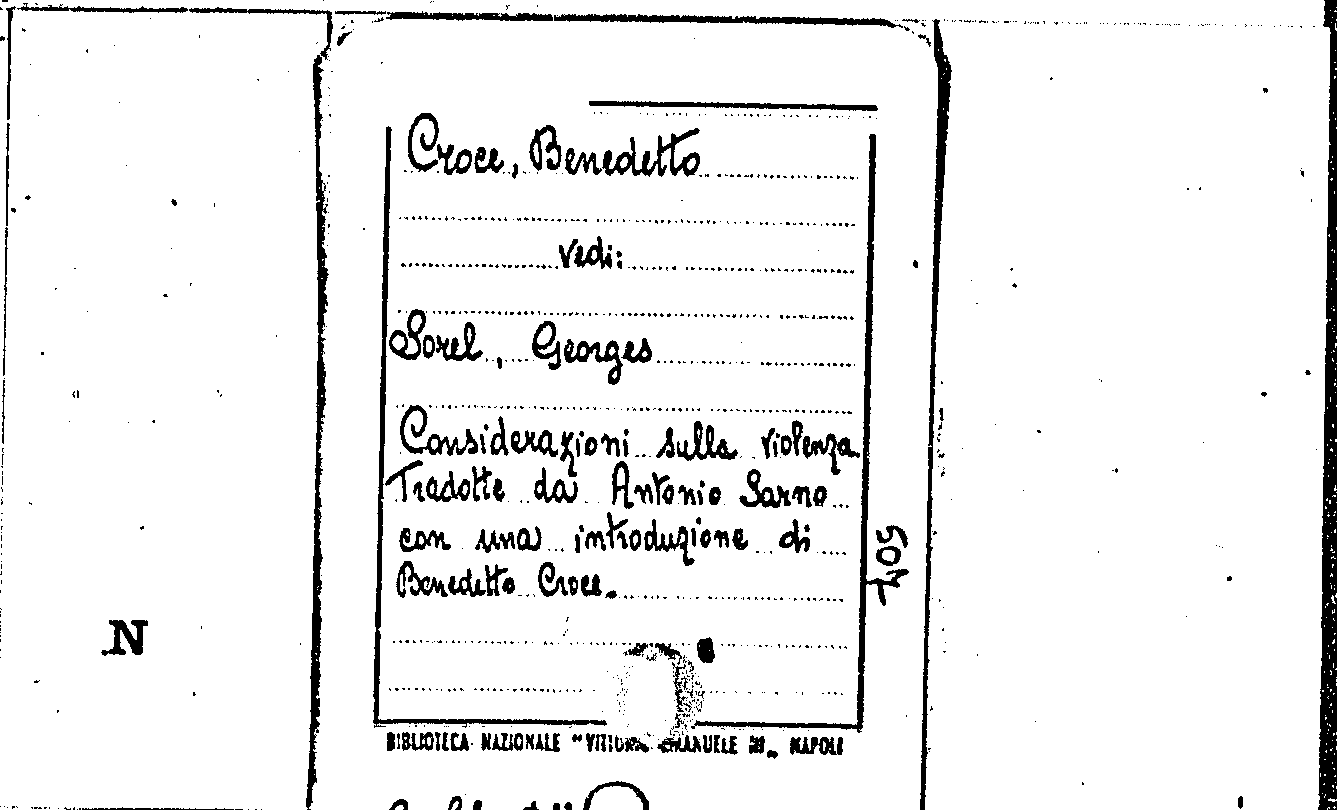 Croce, Benedetto
vedi:
Sorel, Georges
Considerazioni sulla violenza
Tradotte da Antonio Sarno
con una introduzione di
Benedetto Croce.
504
N
BIBLIOTECA NAZIONALE "VITTORIO EMANUELE III„ NAPOLI